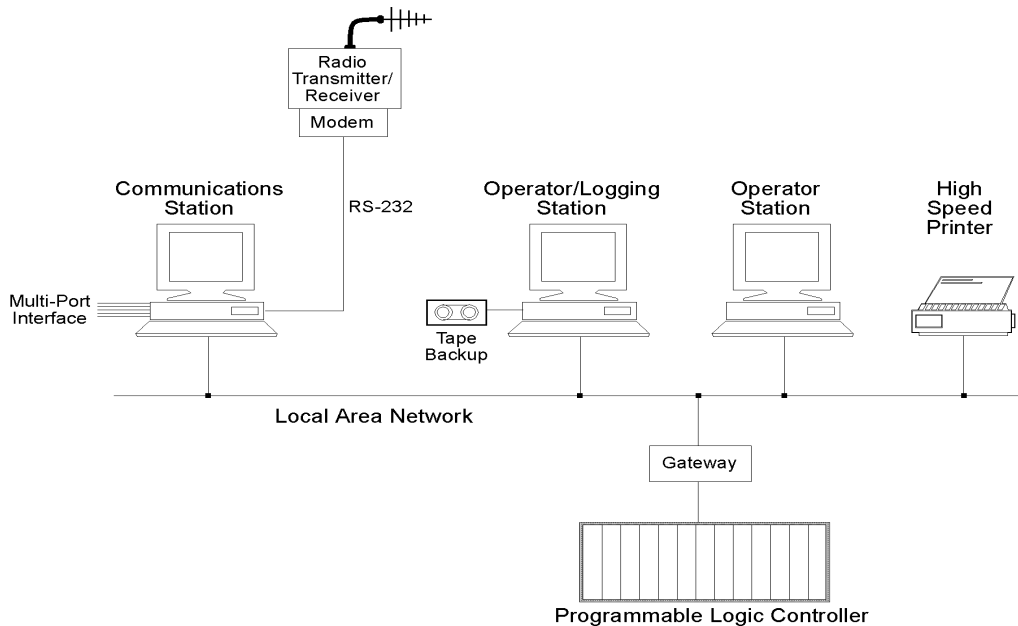 Radio
Transmitter/
Receiver
Modem
Communications
Station
RS-232
Operator/Logging
Station
Operator
Station
High
Speed
Printer
Multi-Port
Interface
Tape
Backup
Local Area Network
Gateway
Programmable Logic Controller